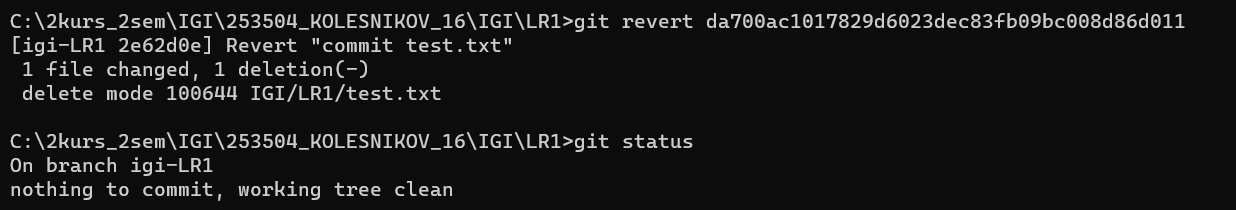 C:\2kurs_2sem\IGI\253504_KOLESNIKOV_16\IGI\LR1>git revert da700ac1017829d6023dec83fb09bc008d86d011
[igi-LR1 2e62d0e] Revert "commit test.txt"
 1 file changed, 1 deletion(-)
 delete mode 100644 IGI/LR1/test.txt

C:\2kurs_2sem\IGI\253504_KOLESNIKOV_16\IGI\LR1>git status
On branch igi-LR1
nothing to commit, working tree clean